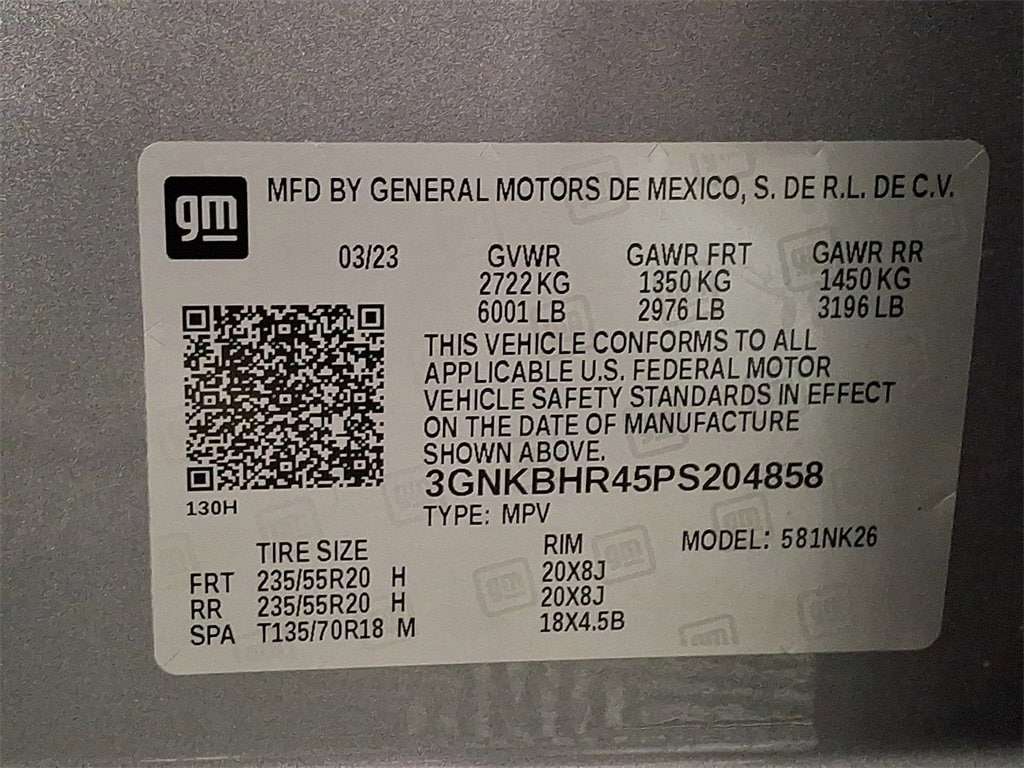 gm
MFD BY GENERAL MOTORS DE MEXICO, S. DE R.L. DE C.V.
03/23 GVWR GAWR FRT GAWR RR
2722 KG 1350 KG 1450 KG
6001 LB 2976 LB 3196 LB
THIS VEHICLE CONFORMS TO ALL
APPLICABLE U.S. FEDERAL MOTOR
VEHICLE SAFETY STANDARDS IN EFFECT
ON THE DATE OF MANUFACTURE
SHOWN ABOVE.
3GNKBHR45PS204858
130H
TYPE: MPV
TIRE SIZE RIM MODEL: 581NK26
FRT 235/55R20 H 20X8J
RR 235/55R20 H 20X8J
SPA T135/70R18 M 18X4.5B